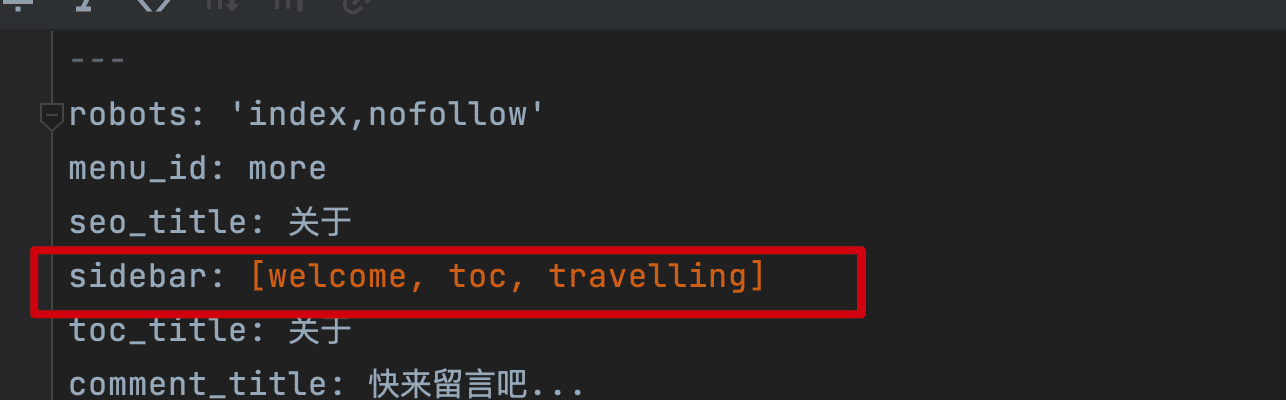 ---
robots: 'index,nofollow'
menu_id: more
seo_title: 关于
sidebar: [welcome, toc, travelling]
toc_title: 关于
comment_title: 快来留言吧...